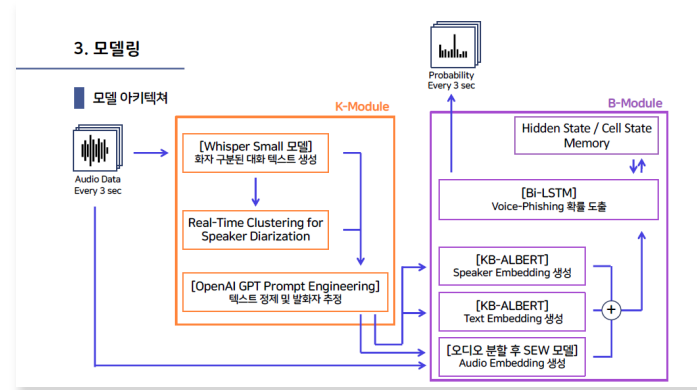 3. 모델링
모델 아키텍쳐
Audio Data
Every 3 sec
K-Module
[Whisper Small 모델]
화자 구분된 대화 텍스트 생성
Real-Time Clustering for
Speaker Diarization
[OpenAI GPT Prompt Engineering]
텍스트 정제 및 발화자 추정
Probability
Every 3 sec
B-Module
Hidden State / Cell State
Memory
[Bi-LSTM]
Voice-Phishing 확률 도출
[KB-ALBERT]
Speaker Embedding 생성
[KB-ALBERT]
Text Embedding 생성
[오디오 분할 후 SEW 모델]
Audio Embedding 생성